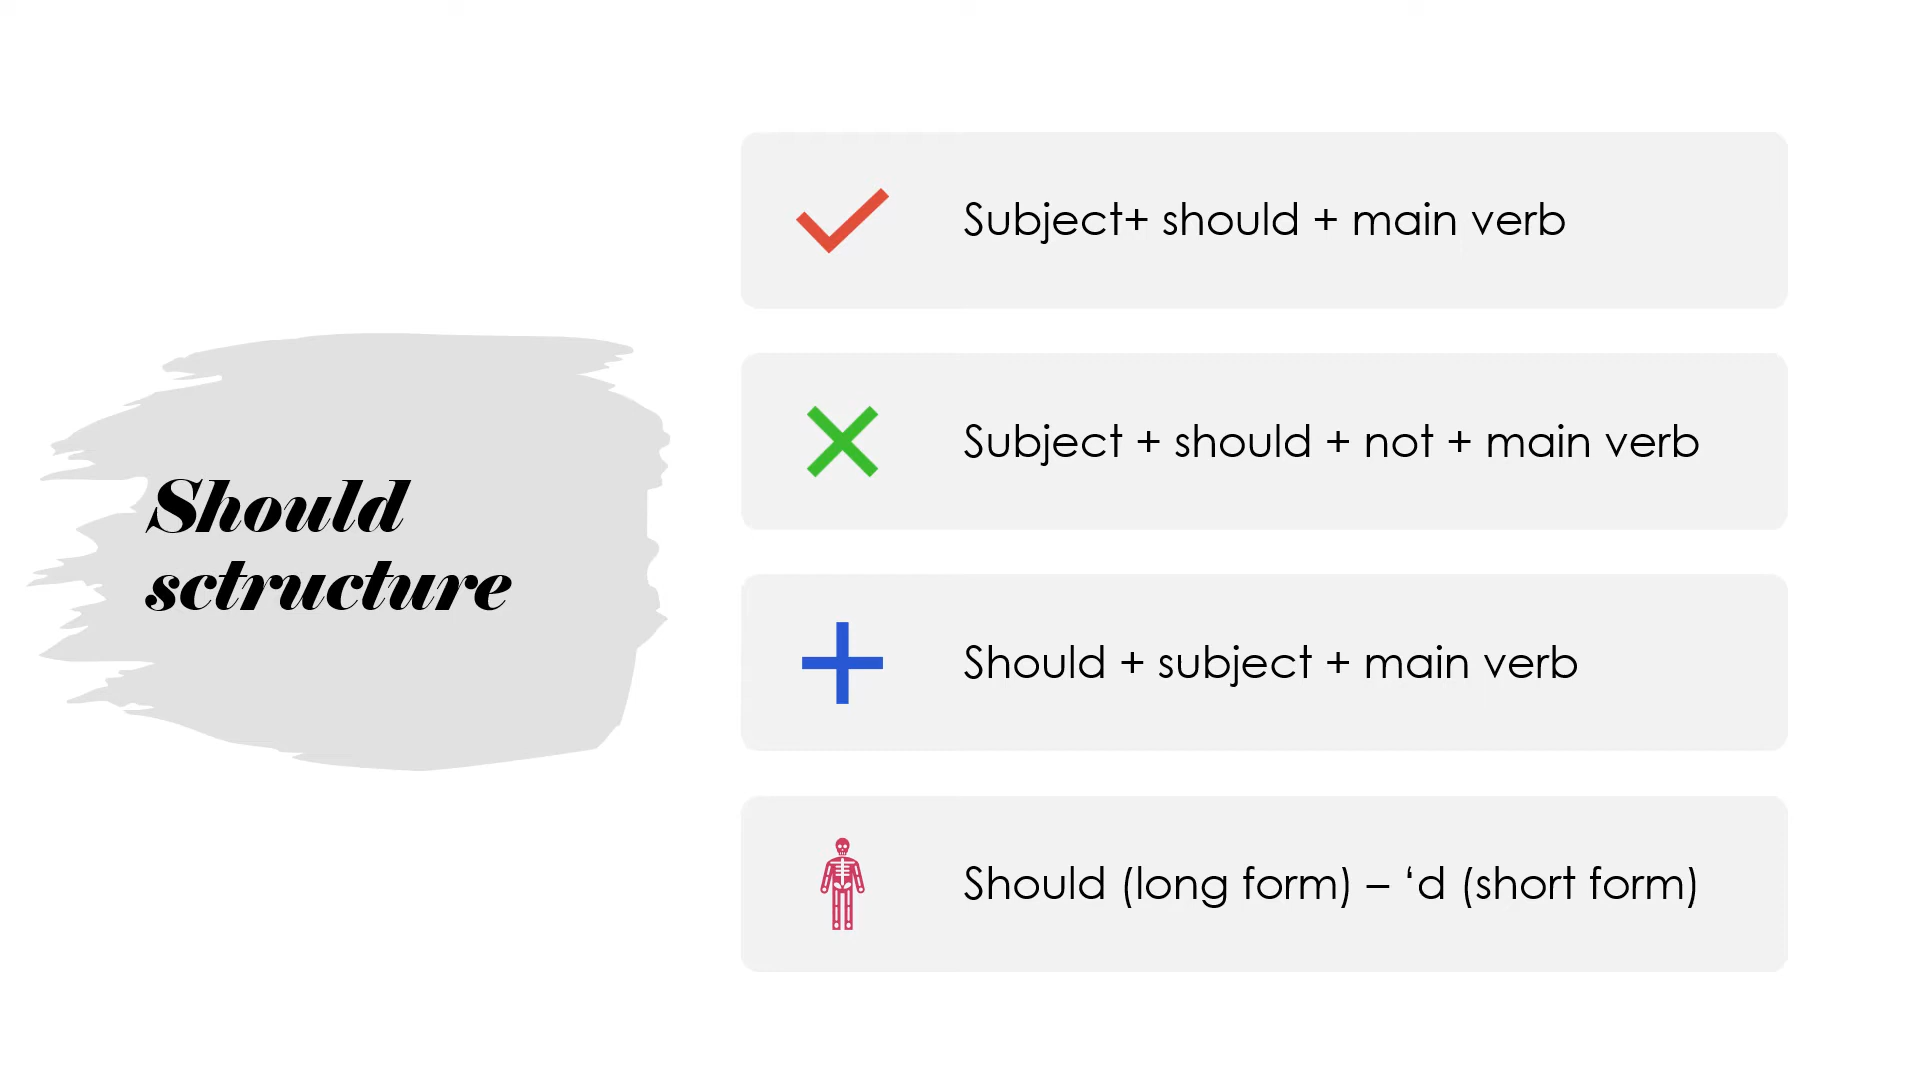 Should
sctructure
Subject+ should + main verb
Subject + should + not + main verb
Should + subject + main verb
Should (long form) – ‘d (short form)